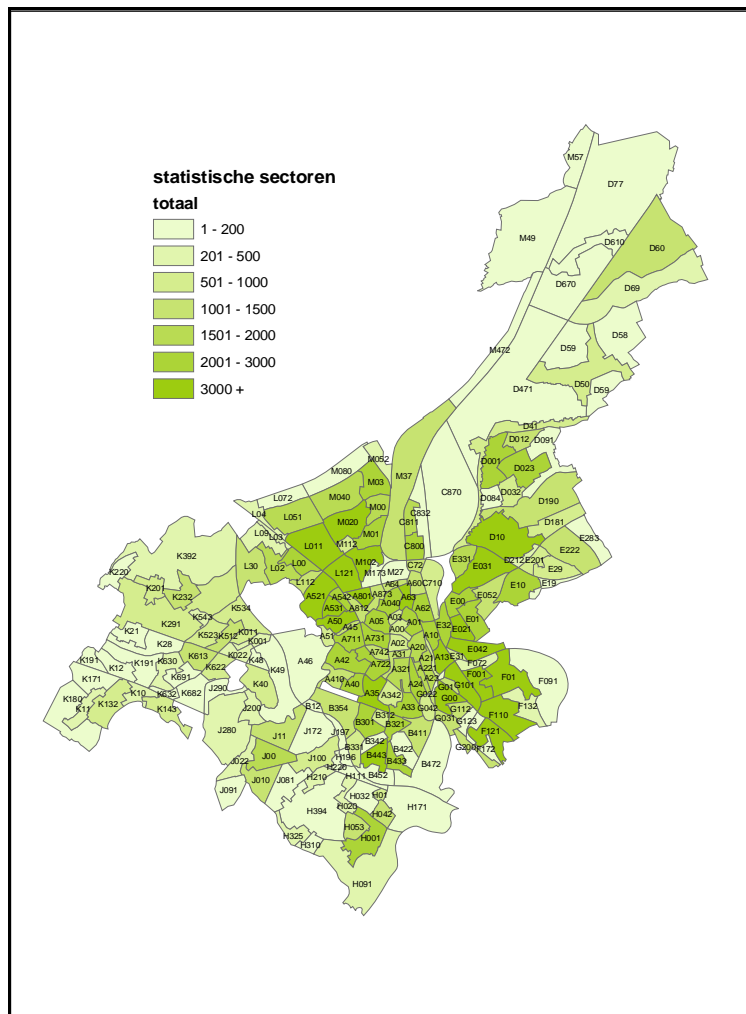 statistische sectoren
totaal
1 - 200
201 - 500
501 - 1000
1001 - 1500
1501 - 2000
2001 - 3000
3000 +
M57
D77
M49
D610
D60
D670
D69
M472
D59
D58
D471
D50
D59
D41
D012
D091
M052
D001
D023
M080
M37
M03
C870
D084
D032
L072
M040
M00
D190
L04
L051
C832
C811
M020
M01
D181
L09
L03
D10
E283
K392
L011
M112
C800
E222
L30
L02
L00
M102
E331
D212
E201
K220
L121
M173
M27
C72
E031
E29
L112
A64
A60
C710
E10
E19
K201
K232
A521
A542
A801
A873
A63
E052
K534
A531
A812
A040
A62
E00
K291
K543
A50
A05
A03
A01
E32
E01
K21
K523
K512
K011
A45
A00
E021
A51
A711
A731
A10
K28
K001
A02
A20
K613
K022
A742
A31
A21
A13
E31
E042
K191
K12
K191
K630
K48
A46
A42
A722
A321
A221
F072
K622
K49
A23
F001
F01
F091
K171
K691
A410
A40
A24
G01
G101
K10
K632
K682
J290
K40
A35
A342
G022
G00
K180
K11
K132
K143
J200
B12
B354
A33
G042
G112
F110
F132
B312
G031
G123
J280
J11
J172
J197
B301
B321
B411
F121
B342
G200
F172
J00
J100
B331
B422
J022
H196
B443
B433
B472
H226
J010
J081
H210
H111
B452
J091
H032
H01
H394
H020
H042
H171
H053
H325
H310
H001
H091